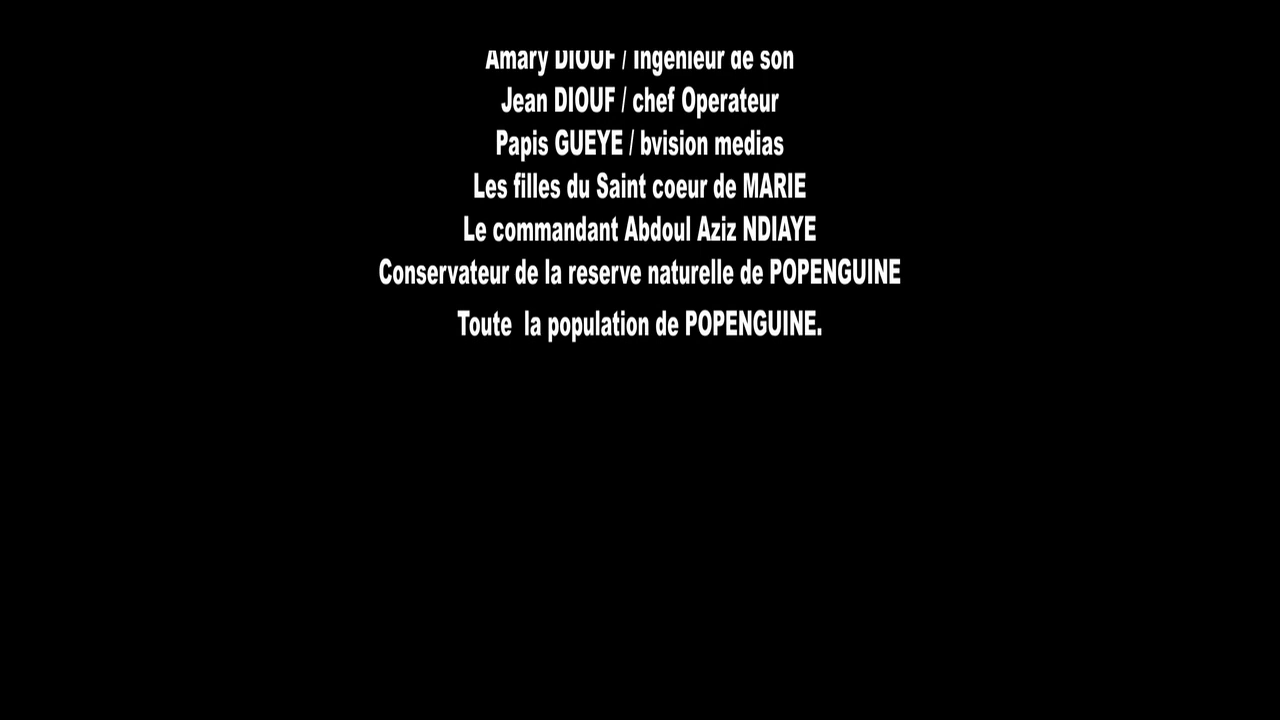 Amary DIOUF / Ingenieur de son
Jean DIOUF / chef Operateur
Papis GUEYE / bvision medias
Les filles du Saint coeur de MARIE
Le commandant Abdoul Aziz NDIAYE
Conservateur de la reserve naturelle de POPENGUINE
Toute la population de POPENGUINE.